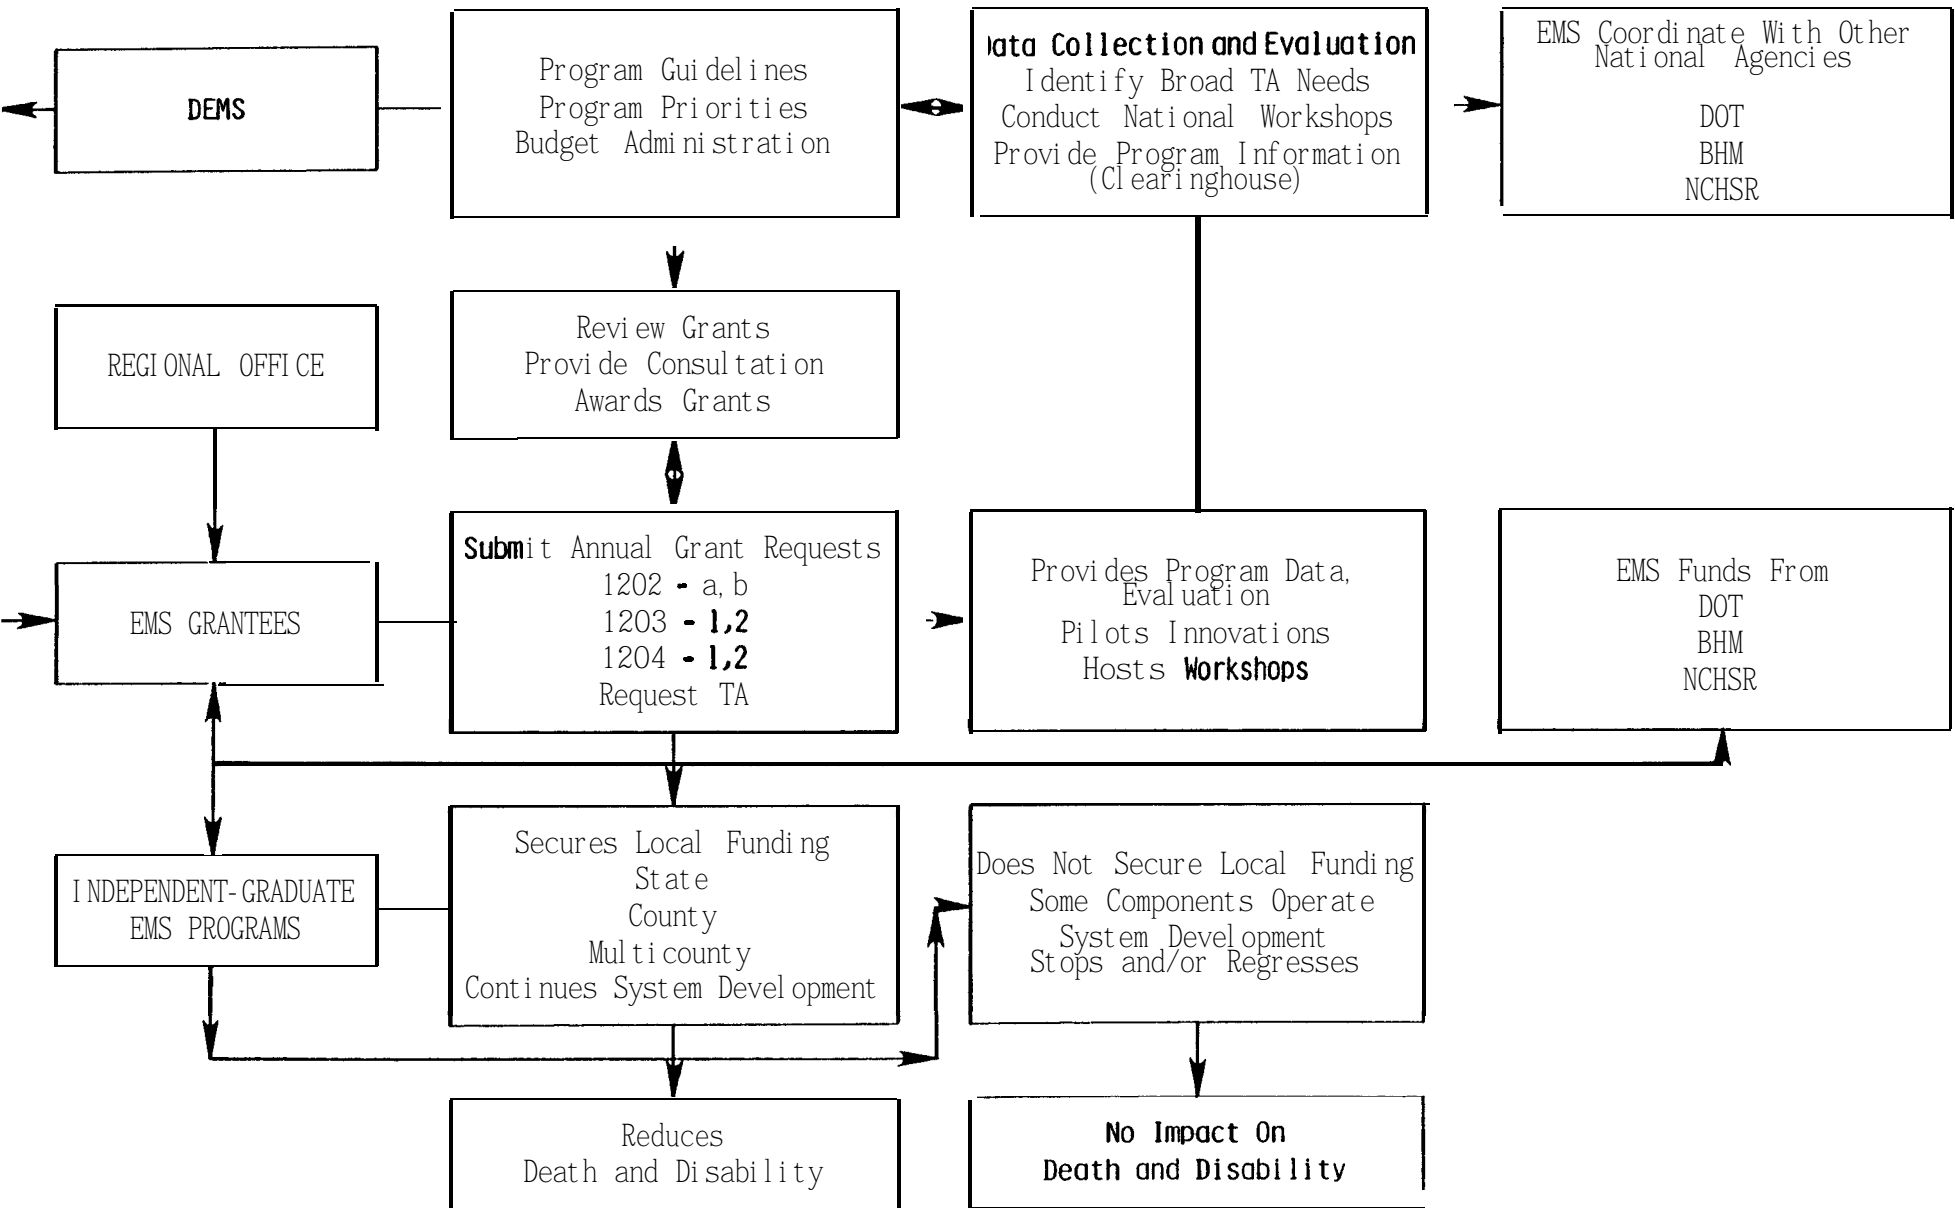 DEMS
Program Guidelines
Program Priorities
Budget Administration
ata Collection and Evaluation
Identify Broad TA Needs
Conduct National Workshops
Provide Program Information
(Clearinghouse)
EMS Coordinate With Other
National Agencies
DOT
BHM
NCHSR
REGIONAL OFFICE
Review Grants
Provide Consultation
Awards Grants
EMS GRANTEES
Submit Annual Grant Requests
1202 - a,b
1203 - 1,2
1204 - 1,2
Request TA
Provides Program Data,
Evaluation
Pilots Innovations
Hosts Workshops
EMS Funds From
DOT
BHM
NCHSR
INDEPENDENT-GRADUATE
EMS PROGRAMS
Secures Local Funding
State
County
Multicounty
Continues System Development
Does Not Secure Local Funding
Some Components Operate
System Development
Stops and/or Regresses
Reduces
Death and Disability
No Impact On
Death and Disability